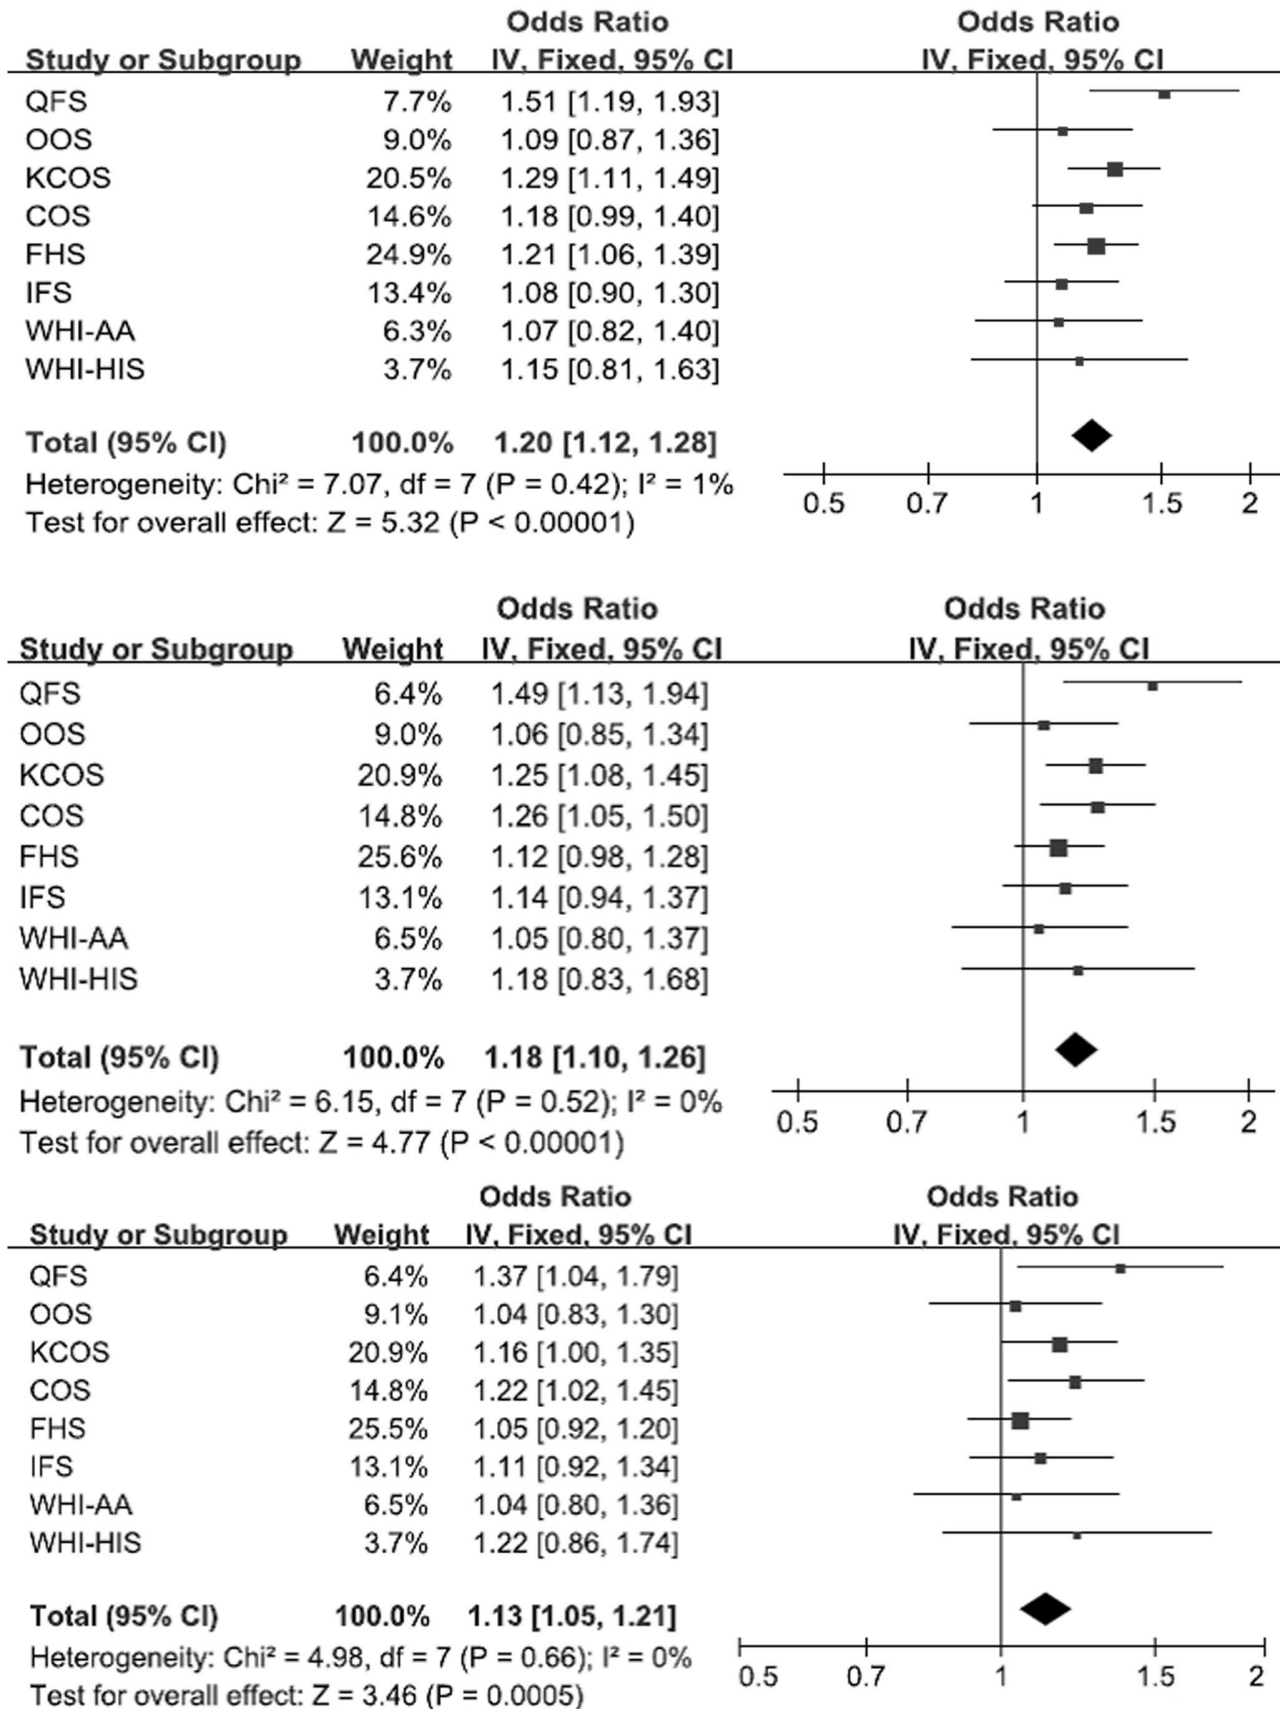 Odds Ratio Odds Ratio
Study or Subgroup Weight IV, Fixed, 95% CI IV, Fixed, 95% CI
QFS 7.7% 1.51 [1.19, 1.93]
OOS 9.0% 1.09 [0.87, 1.36]
KCOS 20.5% 1.29 [1.11, 1.49]
COS 14.6% 1.18 [0.99, 1.40]
FHS 24.9% 1.21 [1.06, 1.39]
IFS 13.4% 1.08 [0.90, 1.30]
WHI-AA 6.3% 1.07 [0.82, 1.40]
WHI-HIS 3.7% 1.15 [0.81, 1.63]
Total (95% CI) 100.0% 1.20 [1.12, 1.28]
Heterogeneity: Chi² = 7.07, df = 7 (P = 0.42); I² = 1%
Test for overall effect: Z = 5.32 (P < 0.00001)
0.5 0.7 1 1.5 2
Odds Ratio Odds Ratio
Study or Subgroup Weight IV, Fixed, 95% CI IV, Fixed, 95% CI
QFS 6.4% 1.49 [1.13, 1.94]
OOS 9.0% 1.06 [0.85, 1.34]
KCOS 20.9% 1.25 [1.08, 1.45]
COS 14.8% 1.26 [1.05, 1.50]
FHS 25.6% 1.12 [0.98, 1.28]
IFS 13.1% 1.14 [0.94, 1.37]
WHI-AA 6.5% 1.05 [0.80, 1.37]
WHI-HIS 3.7% 1.18 [0.83, 1.68]
Total (95% CI) 100.0% 1.18 [1.10, 1.26]
Heterogeneity: Chi² = 6.15, df = 7 (P = 0.52); I² = 0%
Test for overall effect: Z = 4.77 (P < 0.00001)
0.5 0.7 1 1.5 2
Odds Ratio Odds Ratio
Study or Subgroup Weight IV, Fixed, 95% CI IV, Fixed, 95% CI
QFS 6.4% 1.37 [1.04, 1.79]
OOS 9.1% 1.04 [0.83, 1.30]
KCOS 20.9% 1.16 [1.00, 1.35]
COS 14.8% 1.22 [1.02, 1.45]
FHS 25.5% 1.05 [0.92, 1.20]
IFS 13.1% 1.11 [0.92, 1.34]
WHI-AA 6.5% 1.04 [0.80, 1.36]
WHI-HIS 3.7% 1.22 [0.86, 1.74]
Total (95% CI) 100.0% 1.13 [1.05, 1.21]
Heterogeneity: Chi² = 4.98, df = 7 (P = 0.66); I² = 0%
Test for overall effect: Z = 3.46 (P = 0.0005)
0.5 0.7 1 1.5 2